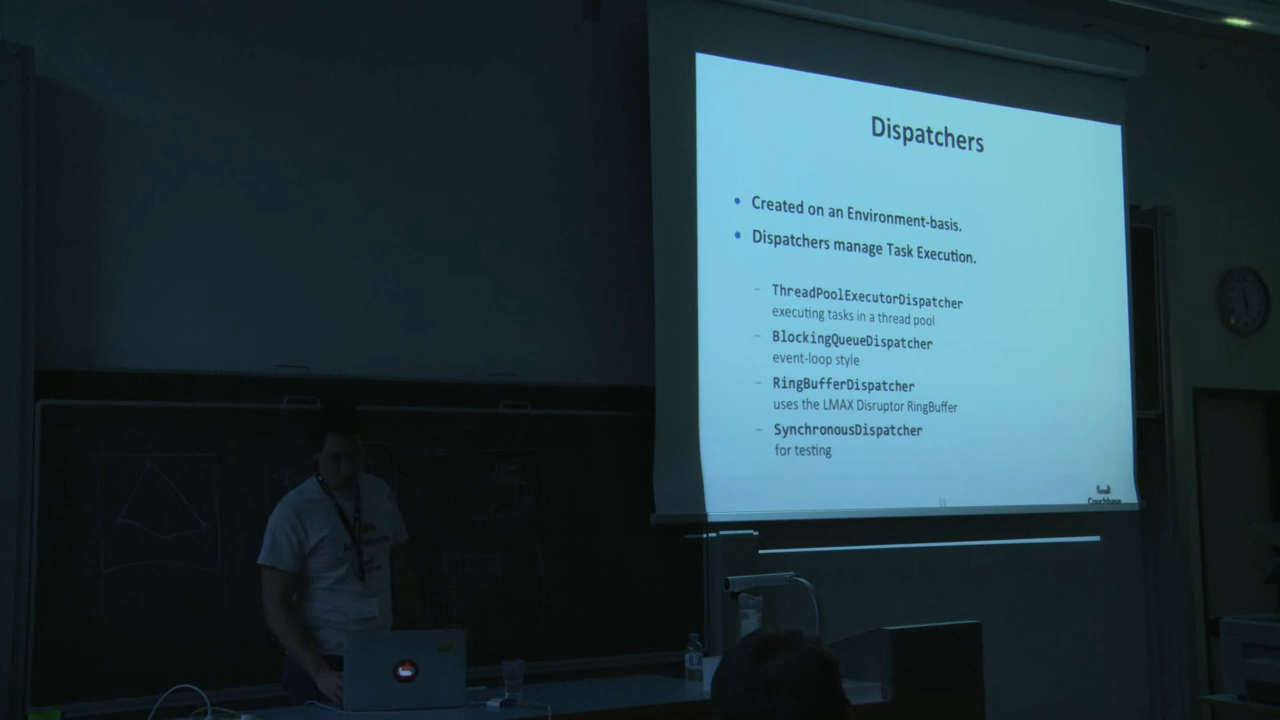 Dispatchers
• Created on an Environment-basis.
• Dispatchers manage Task Execution.
– ThreadPoolExecutorDispatcher
executing tasks in a thread pool
– BlockingQueueDispatcher
event-loop style
– RingBufferDispatcher
uses the LMAX Disruptor RingBuffer
– SynchronousDispatcher
for testing
Couchbase